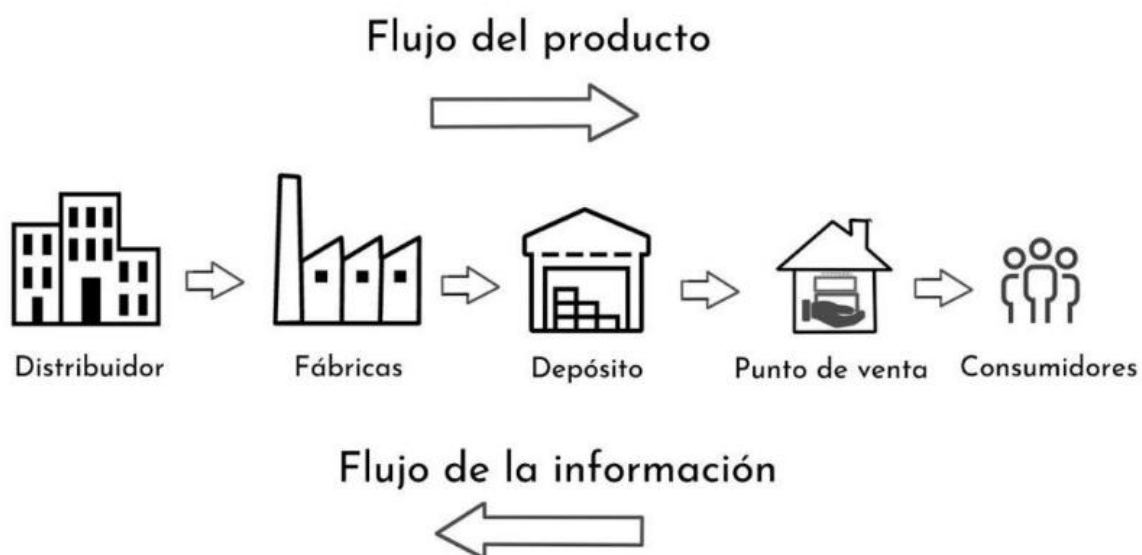 Flujo del producto
Distribuidor
Fábricas
Depósito
Punto de venta
Consumidores
Flujo de la información